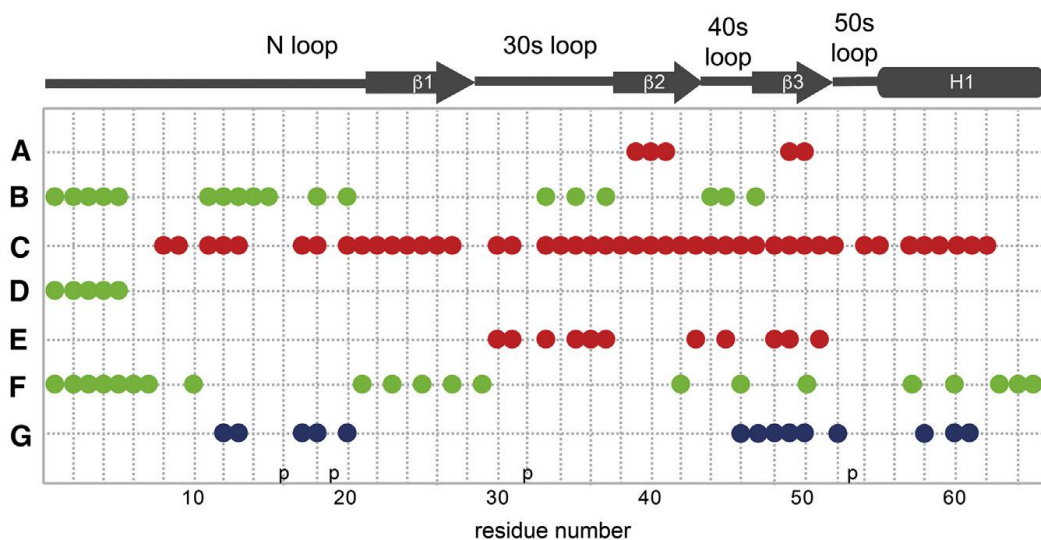 N loop
30s loop
40s
loop
50s
loop
β1
β2
β3
H1
A
B
C
D
E
F
G
p
p
p
p
10
20
30
40
50
60
residue number